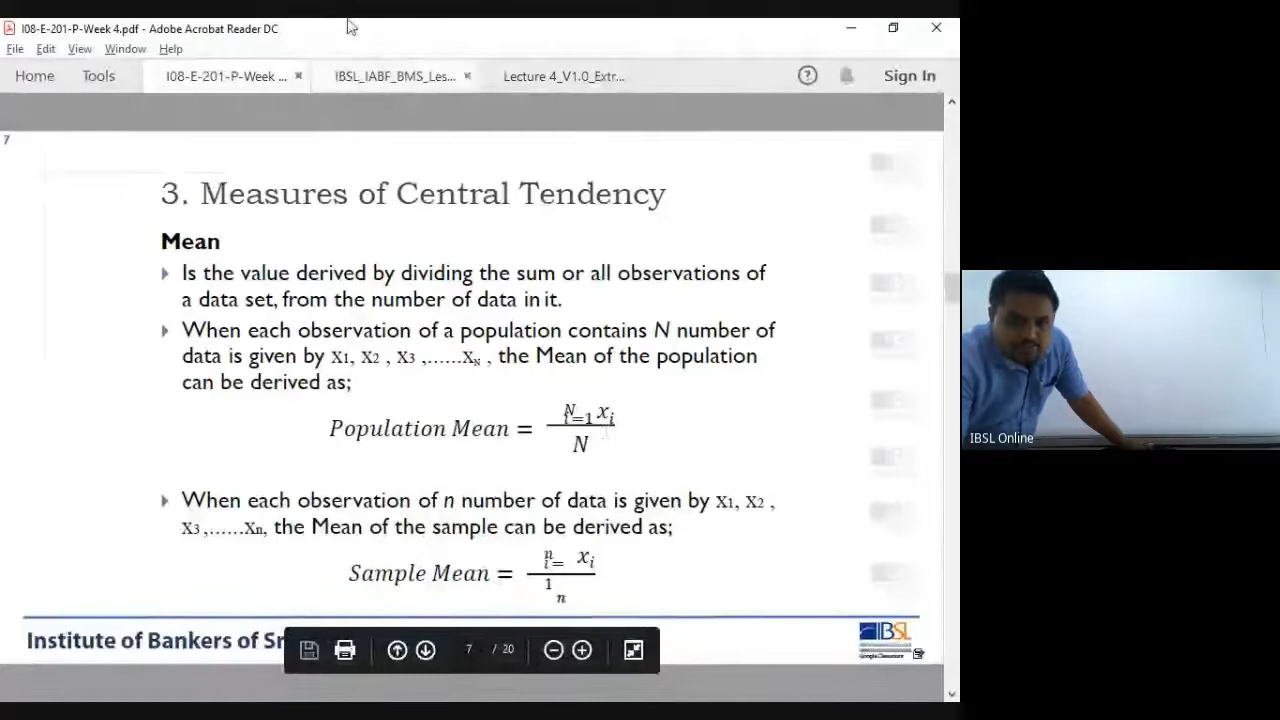 I08-E-201-P-Week 4.pdf - Adobe Acrobat Reader DC
File Edit View Window Help
Home Tools I08-E-201-P-Week ... × IBSL_IABF_BMS_Les... × Lecture 4_V1.0_Extr... ? Sign In
7
3. Measures of Central Tendency
Mean
Is the value derived by dividing the sum or all observations of
a data set, from the number of data in it.
When each observation of a population contains N number of
data is given by X1, X2 , X3 ,......XN , the Mean of the population
can be derived as;
N
i=1 xi
Population Mean =
N
When each observation of n number of data is given by X1, X2 ,
X3 ,......Xn, the Mean of the sample can be derived as;
n
i= xi
Sample Mean =
1
n
Institute of Bankers of Sr
7 / 20
IBSL
IBSL Online